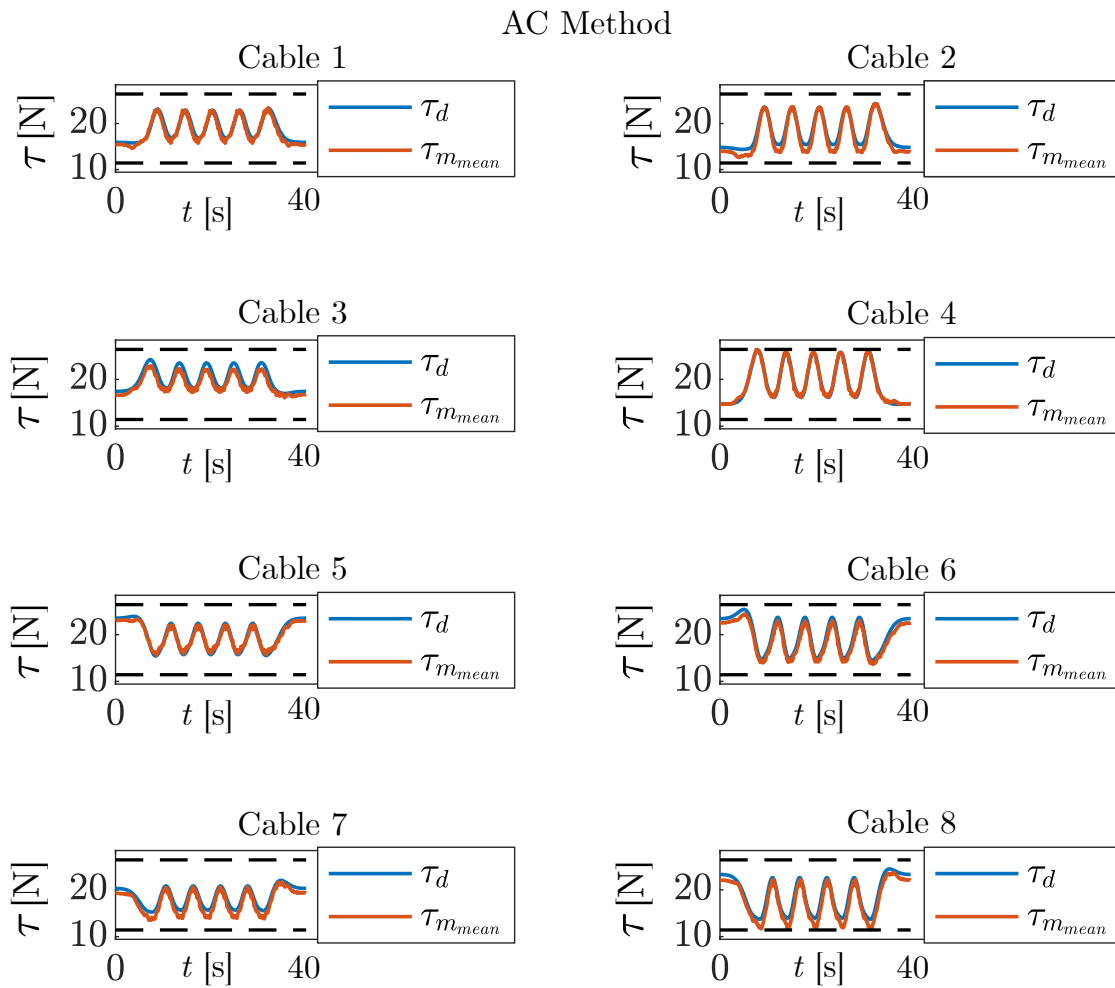 AC Method
Cable 1
τ [N]
20
10
0
40
t [s]
τd
τmmean
Cable 2
τ [N]
20
10
0
40
t [s]
τd
τmmean
Cable 3
τ [N]
20
10
0
40
t [s]
τd
τmmean
Cable 4
τ [N]
20
10
0
40
t [s]
τd
τmmean
Cable 5
τ [N]
20
10
0
40
t [s]
τd
τmmean
Cable 6
τ [N]
20
10
0
40
t [s]
τd
τmmean
Cable 7
τ [N]
20
10
0
40
t [s]
τd
τmmean
Cable 8
τ [N]
20
10
0
40
t [s]
τd
τmmean